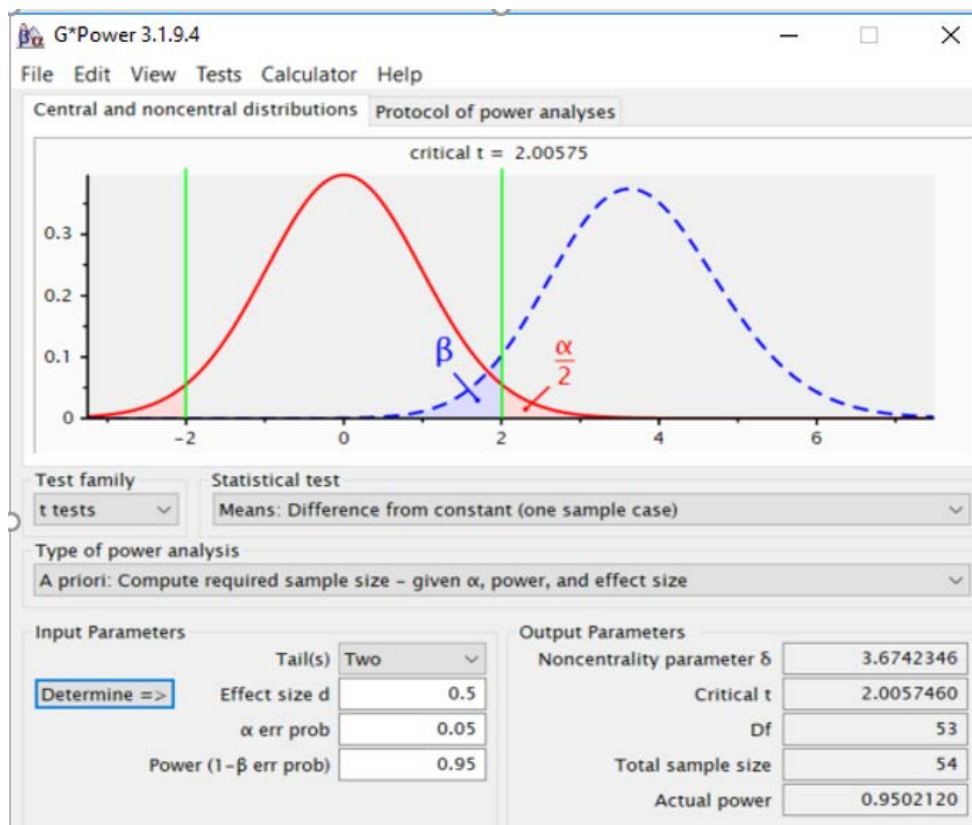 βα G*Power 3.1.9.4
File Edit View Tests Calculator Help
Central and noncentral distributions Protocol of power analyses
critical t = 2.00575
0.3
0.2
0.1
0
β
α
2
-2 0 2 4 6
Test family Statistical test
t tests Means: Difference from constant (one sample case)
Type of power analysis
A priori: Compute required sample size – given α, power, and effect size
Input Parameters Output Parameters
Tail(s) Two Noncentrality parameter δ 3.6742346
Determine => Effect size d 0.5 Critical t 2.0057460
α err prob 0.05 Df 53
Power (1-β err prob) 0.95 Total sample size 54
Actual power 0.9502120